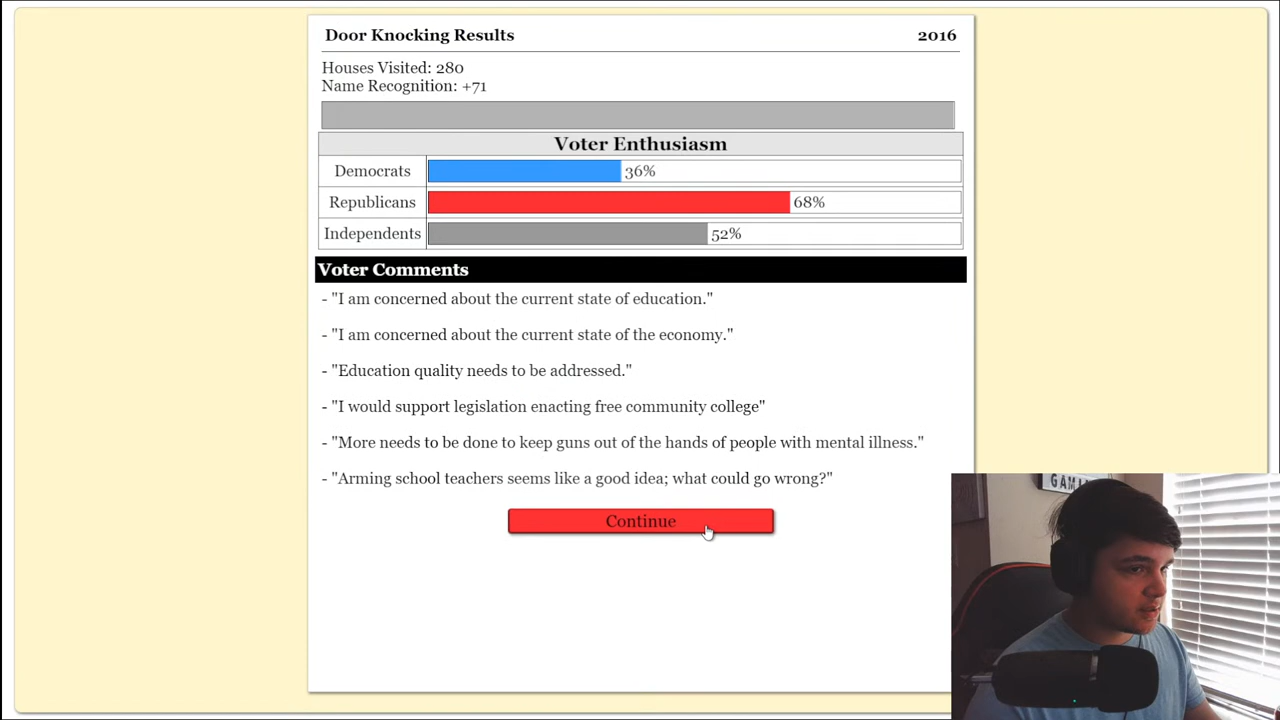 Door Knocking Results
2016
Houses Visited: 280
Name Recognition: +71
Voter Enthusiasm
Democrats 36%
Republicans 68%
Independents 52%
Voter Comments
- "I am concerned about the current state of education."
- "I am concerned about the current state of the economy."
- "Education quality needs to be addressed."
- "I would support legislation enacting free community college"
- "More needs to be done to keep guns out of the hands of people with mental illness."
- "Arming school teachers seems like a good idea; what could go wrong?"
Continue